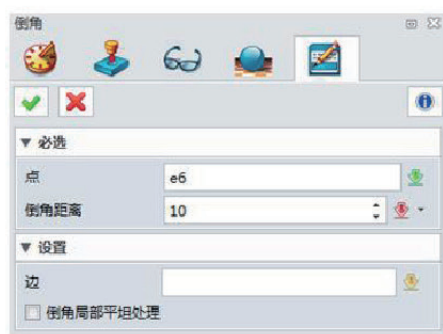 倒角
▼ 必选
点 e6
倒角距离 10
▼ 设置
边
倒角局部平坦处理